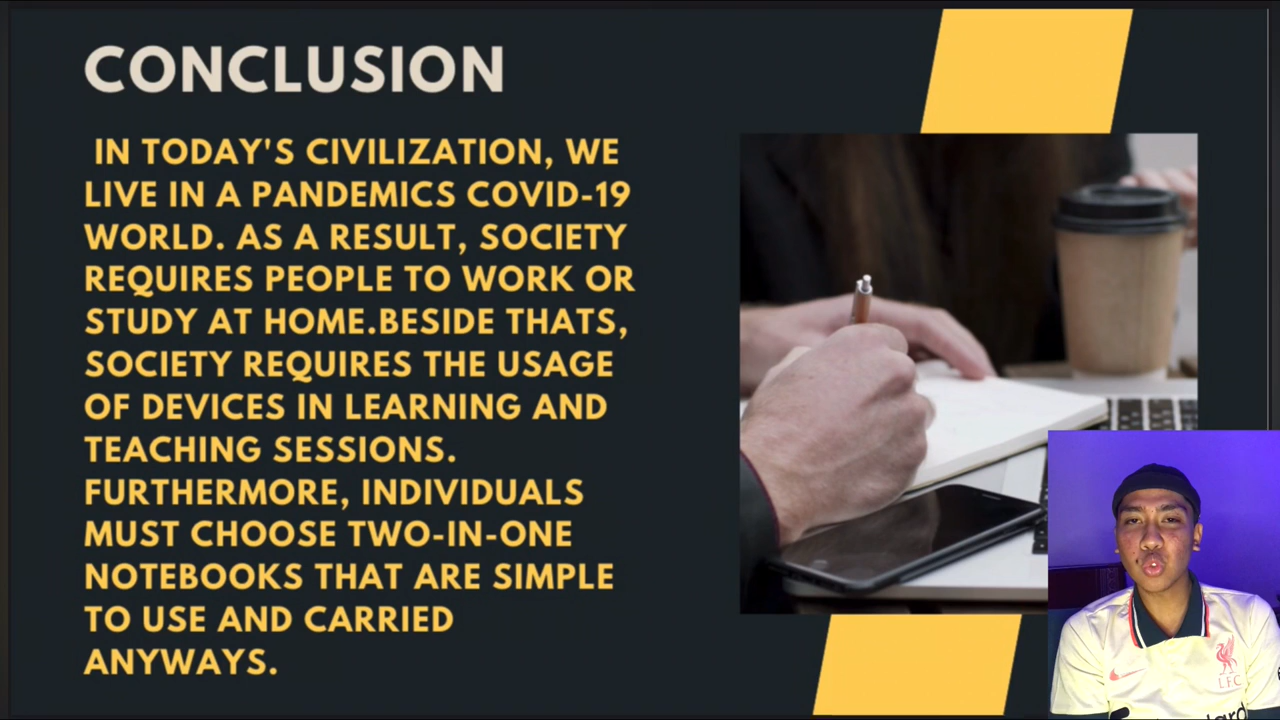 CONCLUSION
IN TODAY'S CIVILIZATION, WE
LIVE IN A PANDEMICS COVID-19
WORLD. AS A RESULT, SOCIETY
REQUIRES PEOPLE TO WORK OR
STUDY AT HOME.BESIDE THATS,
SOCIETY REQUIRES THE USAGE
OF DEVICES IN LEARNING AND
TEACHING SESSIONS.
FURTHERMORE, INDIVIDUALS
MUST CHOOSE TWO-IN-ONE
NOTEBOOKS THAT ARE SIMPLE
TO USE AND CARRIED
ANYWAYS.
L.F.C.